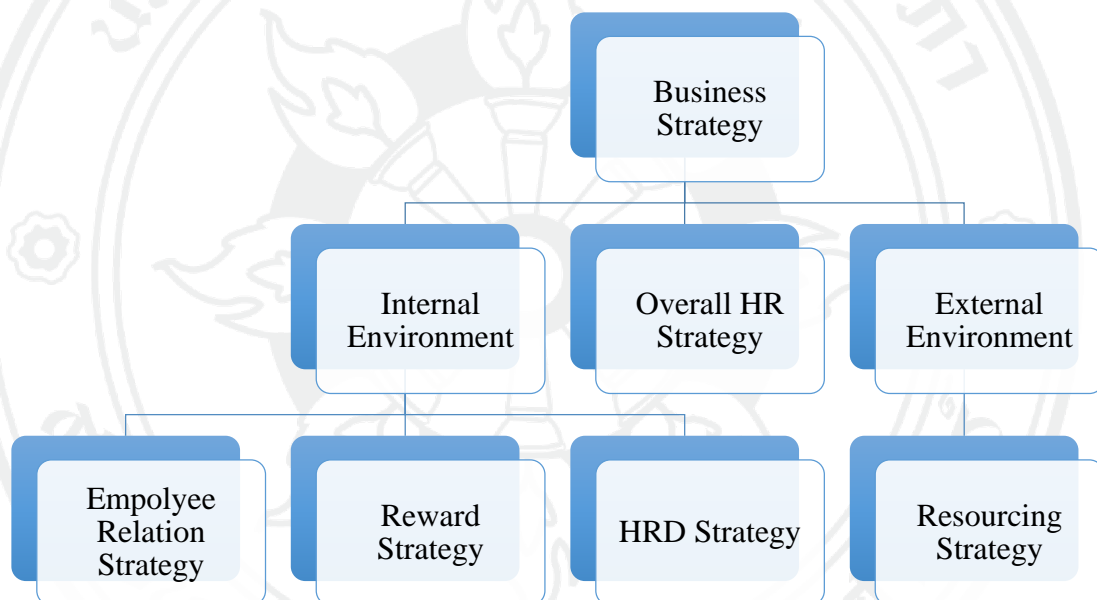 Business
Strategy
Internal
Environment
Overall HR
Strategy
External
Environment
Empolyee
Relation
Strategy
Reward
Strategy
HRD Strategy
Resourcing
Strategy